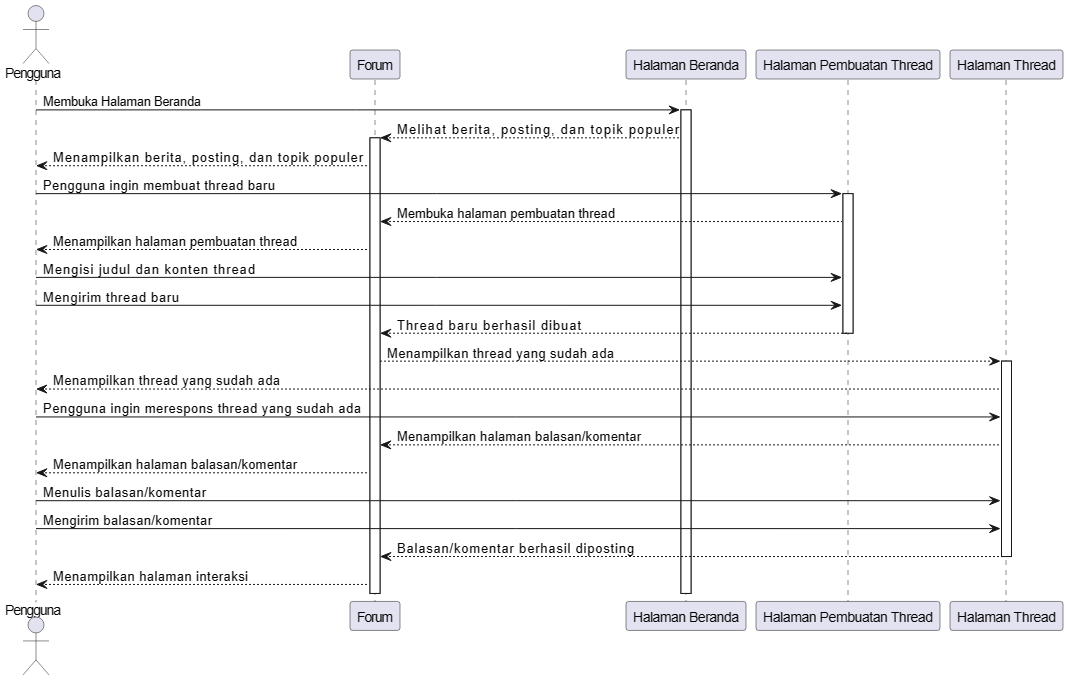 Pengguna
Forum
Halaman Beranda
Halaman Pembuatan Thread
Halaman Thread
Membuka Halaman Beranda
Melihat berita, posting, dan topik populer
Menampilkan berita, posting, dan topik populer
Pengguna ingin membuat thread baru
Membuka halaman pembuatan thread
Menampilkan halaman pembuatan thread
Mengisi judul dan konten thread
Mengirim thread baru
Thread baru berhasil dibuat
Menampilkan thread yang sudah ada
Menampilkan thread yang sudah ada
Pengguna ingin merespons thread yang sudah ada
Menampilkan halaman balasan/komentar
Menampilkan halaman balasan/komentar
Menulis balasan/komentar
Mengirim balasan/komentar
Balasan/komentar berhasil diposting
Menampilkan halaman interaksi
Pengguna
Forum
Halaman Beranda
Halaman Pembuatan Thread
Halaman Thread